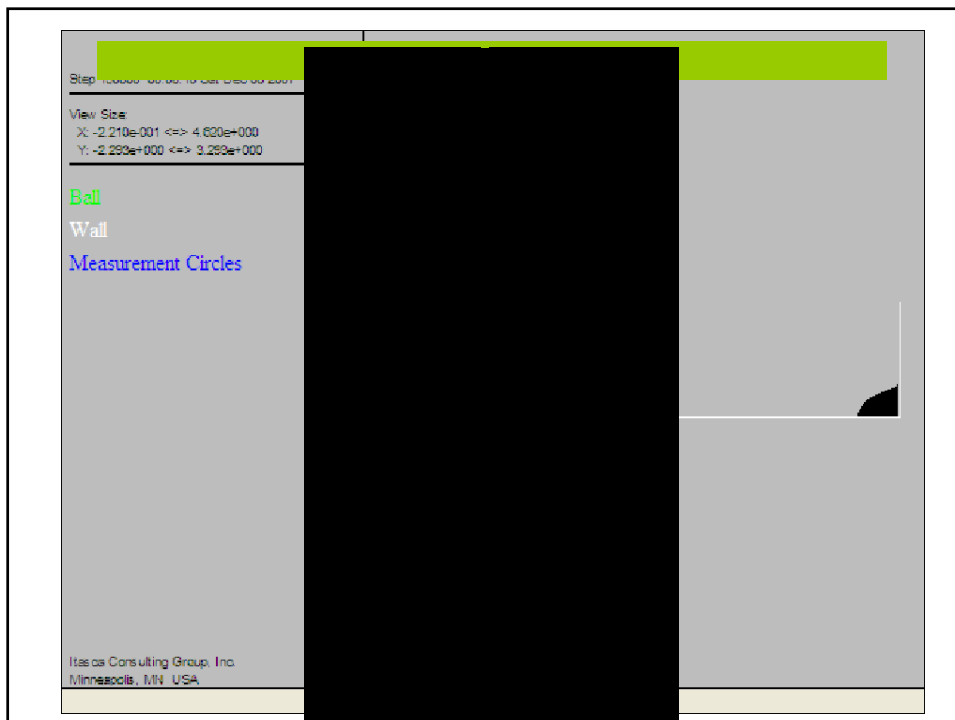 Step
View Size:
X: -2.210e-001 <=> 4.620e+000
Y: -2.293e+000 <=> 3.293e+000
Ball
Wall
Measurement Circles
Itasca Consulting Group, Inc.
Minneapolis, MN USA